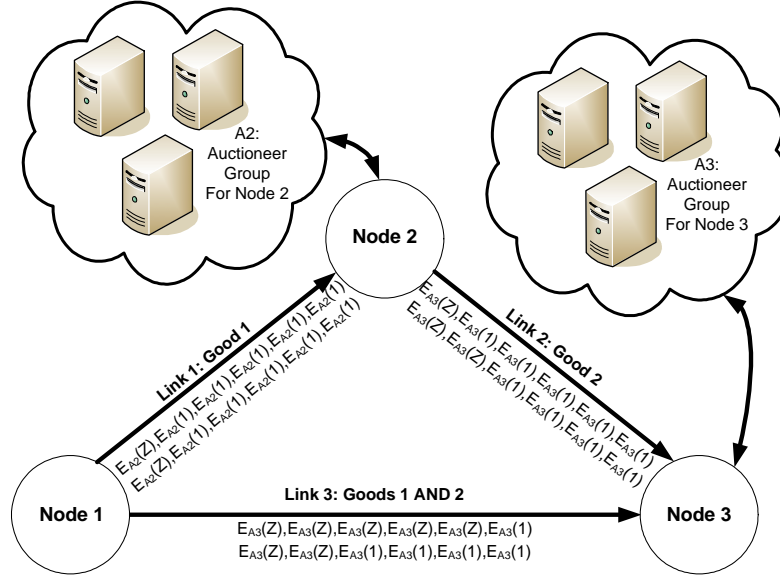 A2:
Auctioneer
Group
For Node 2
A3:
Auctioneer
Group
For Node 3
Node 2
Link 1: Good 1
E_A2(Z),E_A2(1),E_A2(1),E_A2(1),E_A2(1),E_A2(1)
E_A2(Z),E_A2(1),E_A2(1),E_A2(1),E_A2(1),E_A2(1)
Link 2: Good 2
E_A3(Z),E_A3(1),E_A3(1),E_A3(1),E_A3(1),E_A3(1)
E_A3(Z),E_A3(Z),E_A3(1),E_A3(1),E_A3(1),E_A3(1)
Node 1
Link 3: Goods 1 AND 2
E_A3(Z),E_A3(Z),E_A3(Z),E_A3(Z),E_A3(Z),E_A3(1)
E_A3(Z),E_A3(Z),E_A3(1),E_A3(1),E_A3(1),E_A3(1)
Node 3